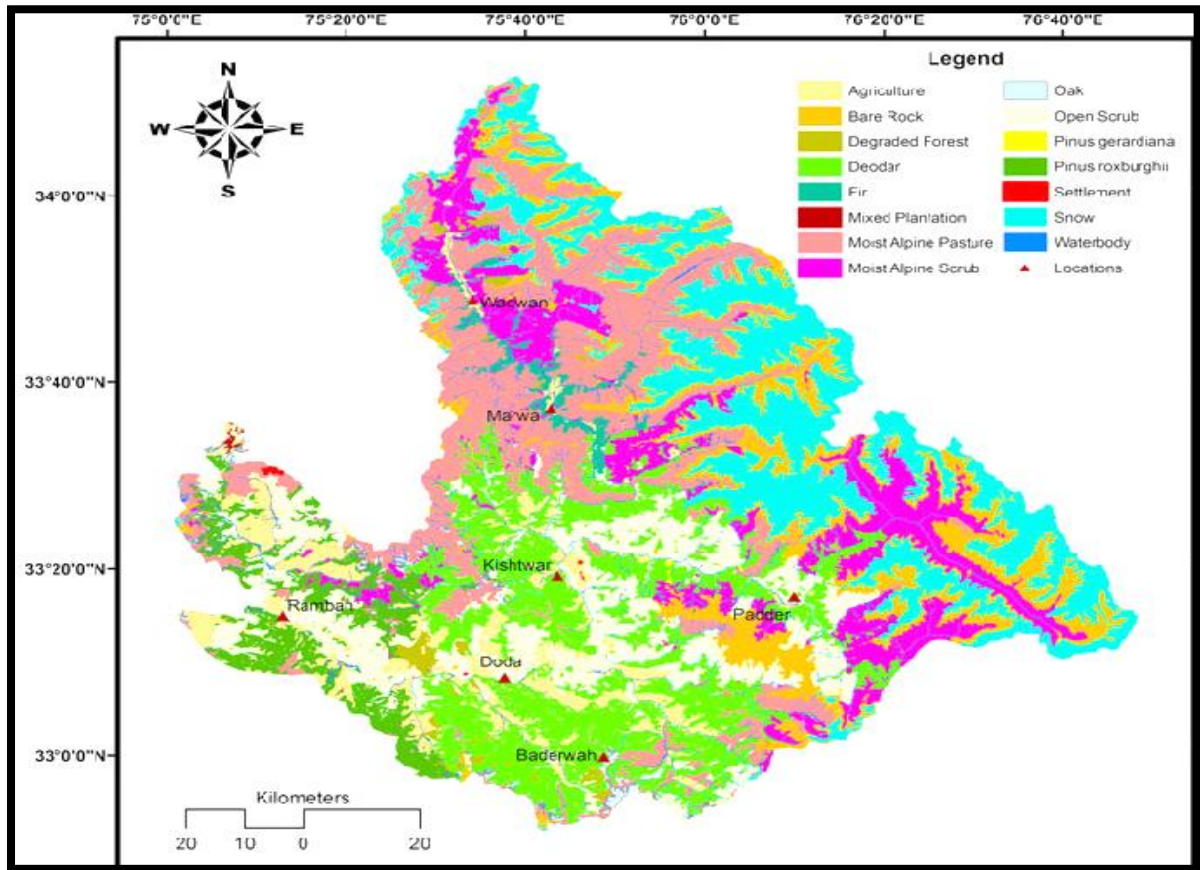 75°0'0"E 75°20'0"E 75°40'0"E 76°0'0"E 76°20'0"E 76°40'0"E
Legend
N
W E
S
Agriculture
Bare Rock
Degraded Forest
Deodar
Fir
Mixed Plantation
Moist Alpine Pasture
Moist Alpine Scrub
Oak
Open Scrub
Pinus gerardiana
Pinus roxburghii
Settlement
Snow
Waterbody
Locations
34°0'0"N
Wadwan
33°40'0"N
Marwa
33°20'0"N
Kishtwar
Ramban
Padder
Doda
33°0'0"N
Baderwah
Kilometers
20 10 0 20